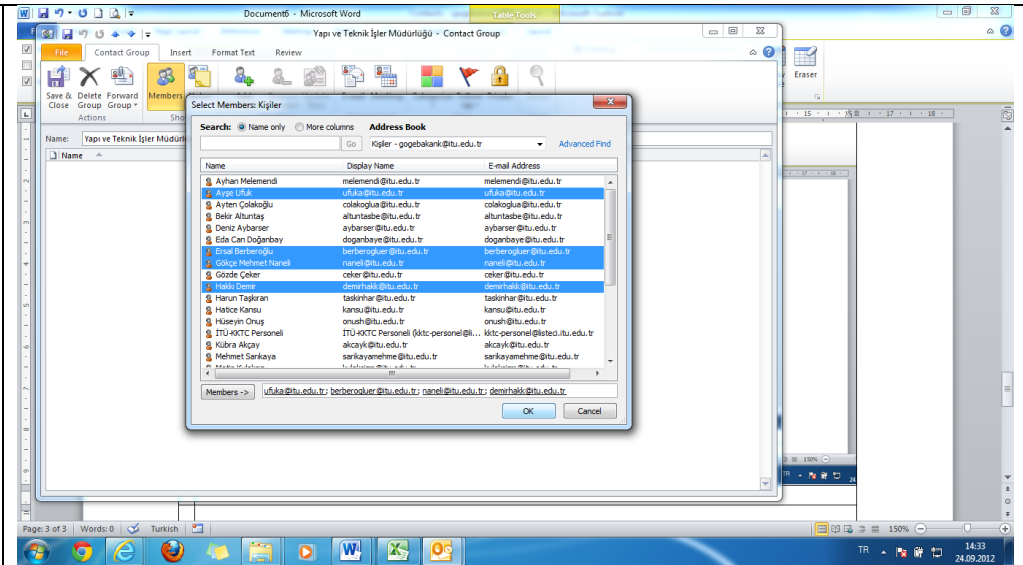 Document6 - Microsoft Word
Table Tools
Yapı ve Teknik İşler Müdürlüğü - Contact Group
File Contact Group Insert Format Text Review
Save & Close
Delete Group
Forward Group
Members
Eraser
Actions
Name: Yapı ve Teknik İşler Müdürlü
Name
Select Members: Kişiler
Search: Name only More columns Address Book
Go Kişiler - gogebakank@itu.edu.tr Advanced Find
Name Display Name E-mail Address
Ayhan Melemendi melemendi@itu.edu.tr melemendi@itu.edu.tr
Ayşe Ufuk ufuka@itu.edu.tr ufuka@itu.edu.tr
Ayten Çolakoğlu colakoglua@itu.edu.tr colakoglua@itu.edu.tr
Bekir Altuntaş altuntasbe@itu.edu.tr altuntasbe@itu.edu.tr
Deniz Aybarser aybarser@itu.edu.tr aybarser@itu.edu.tr
Eda Can Doğanbay doganbaye@itu.edu.tr doganbaye@itu.edu.tr
Ersal Berberoğlu berberogluer@itu.edu.tr berberogluer@itu.edu.tr
Gökçe Mehmet Naneli naneli@itu.edu.tr naneli@itu.edu.tr
Gözde Çeker ceker@itu.edu.tr ceker@itu.edu.tr
Hakkı Demir demirhakk@itu.edu.tr demirhakk@itu.edu.tr
Harun Taşkıran taskinhar@itu.edu.tr taskinhar@itu.edu.tr
Hatice Kansu kansu@itu.edu.tr kansu@itu.edu.tr
Hüseyin Onuş onush@itu.edu.tr onush@itu.edu.tr
İTÜ-KKTC Personeli İTÜ-KKTC Personeli (kktc-personel@li... kktc-personel@listeci.itu.edu.tr
Kübra Akçay akcayk@itu.edu.tr akcayk@itu.edu.tr
Mehmet Sarıkaya sarikayamehme@itu.edu.tr sarikayamehme@itu.edu.tr
Members -> ufuka@itu.edu.tr; berberogluer@itu.edu.tr; naneli@itu.edu.tr; demirhakk@itu.edu.tr
OK Cancel
150%
Page: 3 of 3 Words: 0 Turkish 150%
TR 14:33
24.09.2012